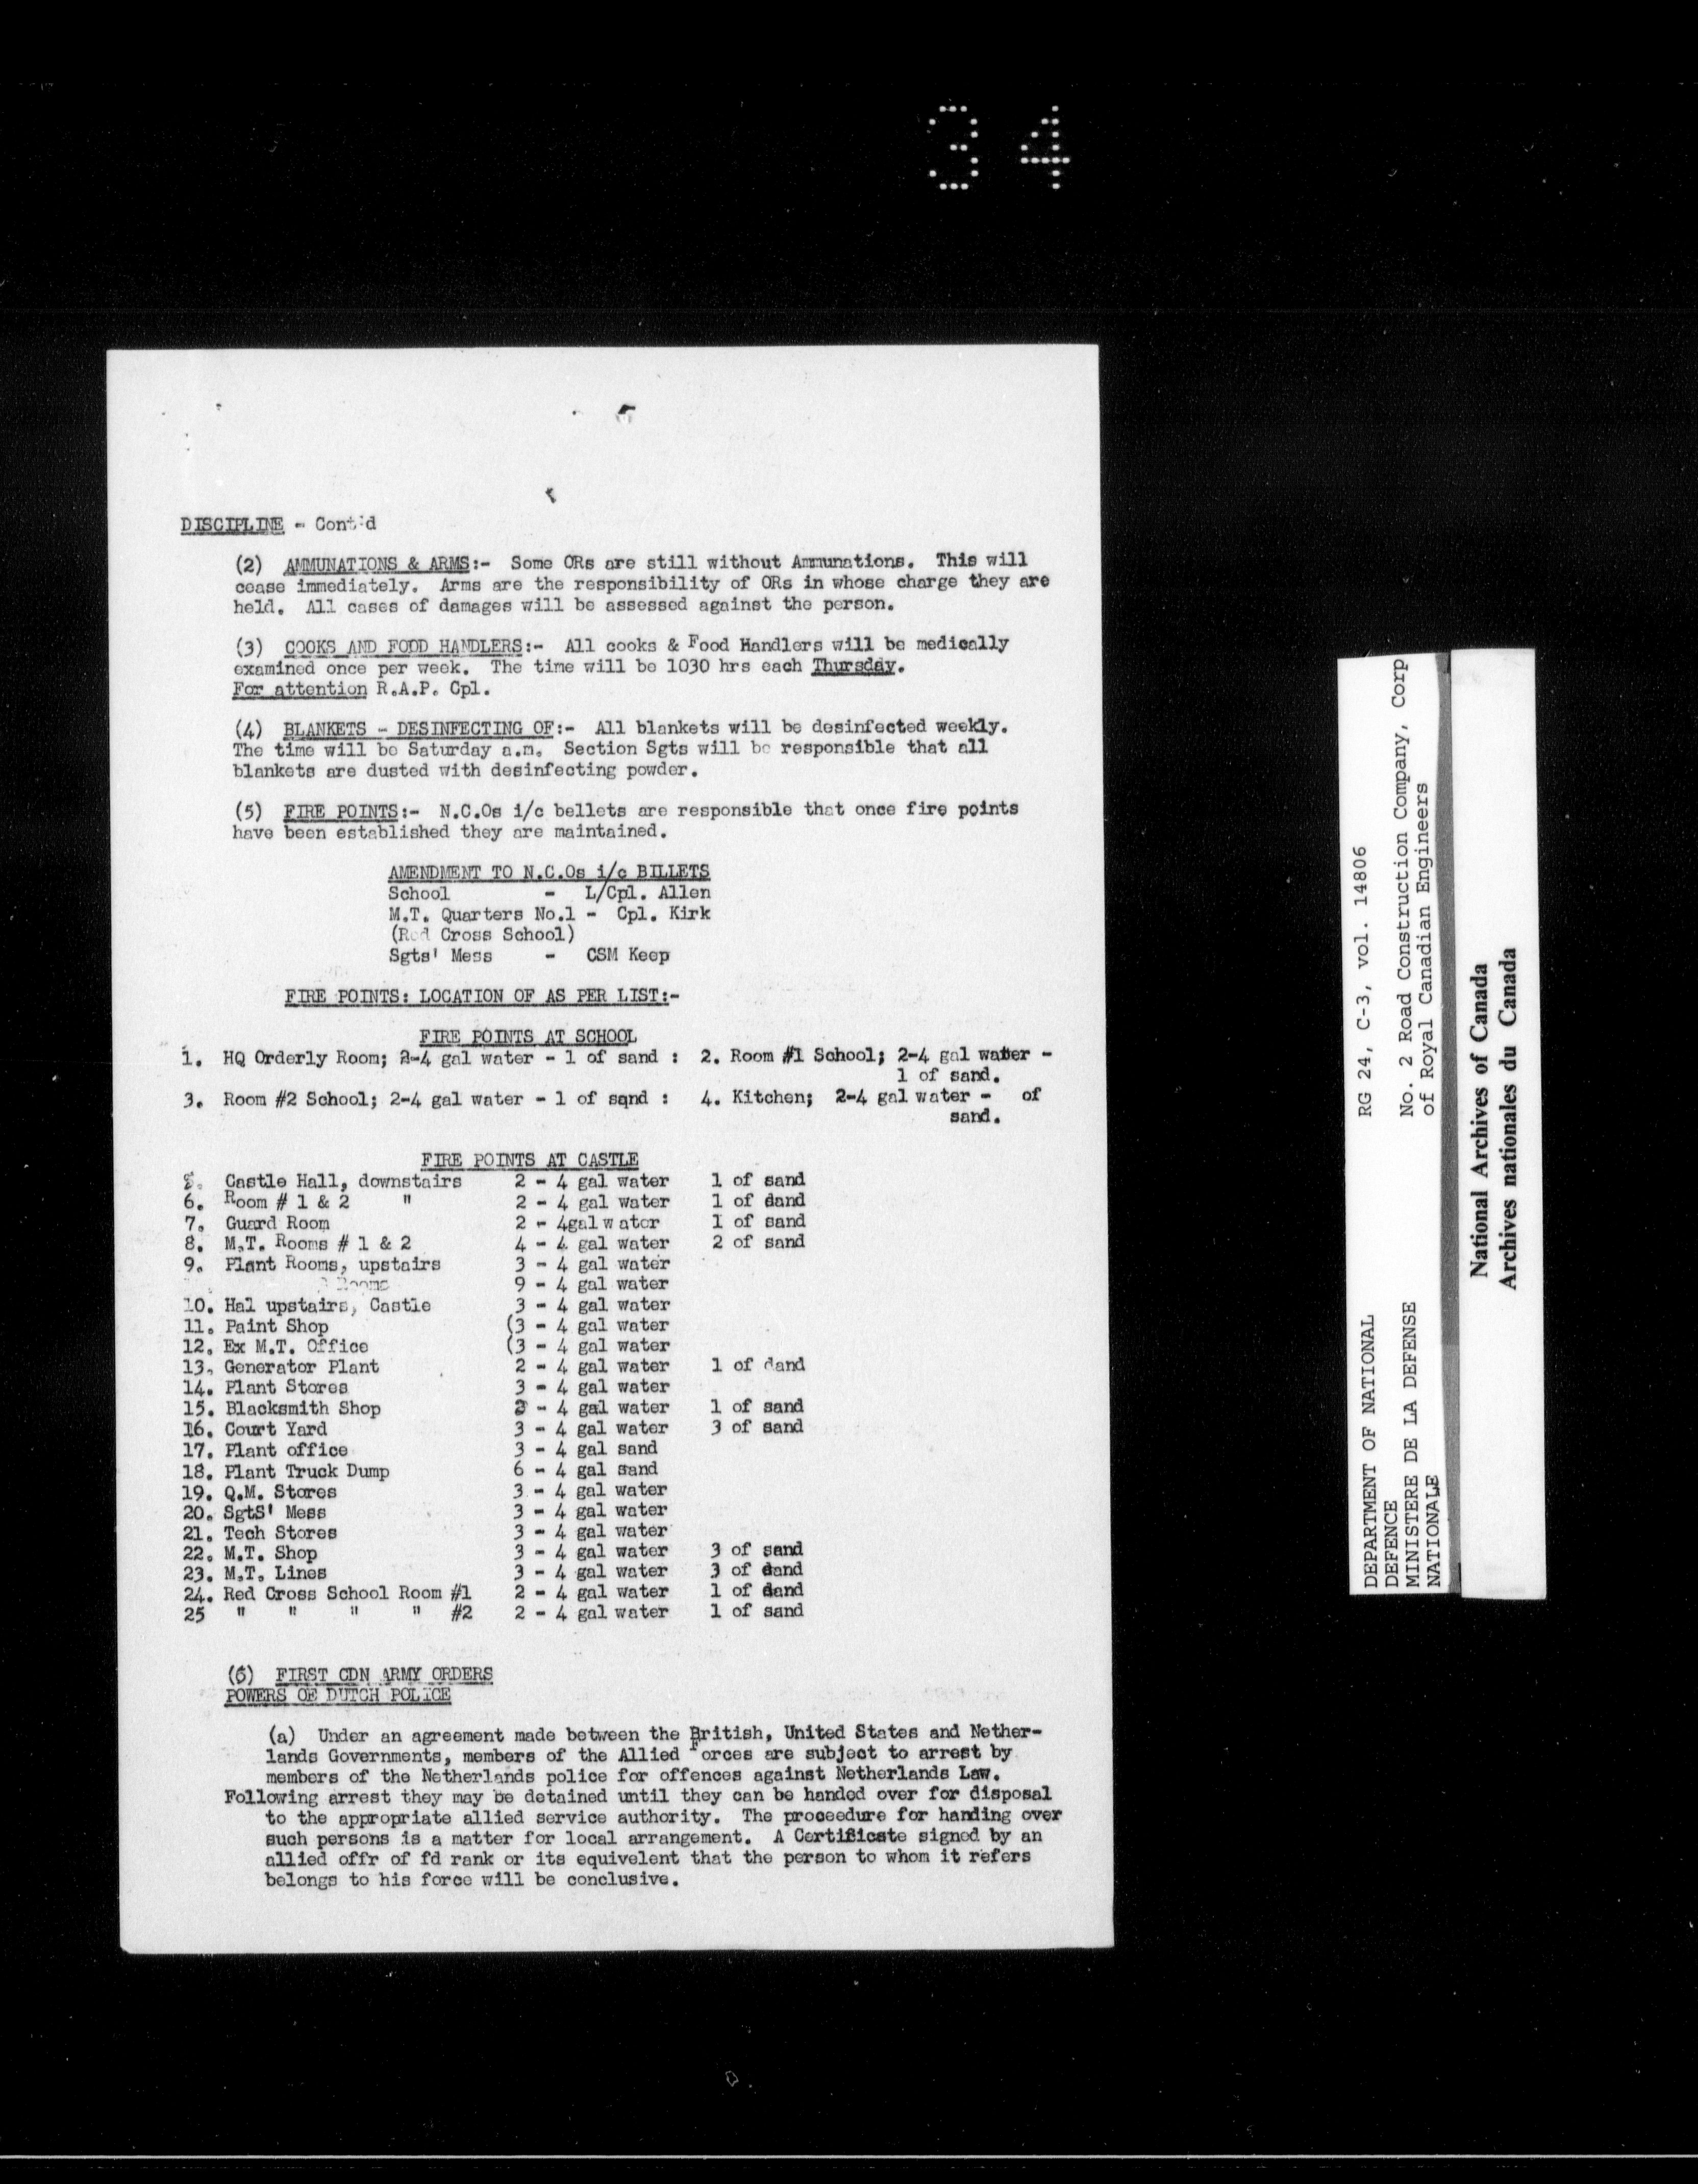 34
DISCIPLINE - Cont'd
(2) AMMUNATIONS & ARMS:- Some ORs are still without Ammunations. This will
cease immediately. Arms are the responsibility of ORs in whose charge they are
held. All cases of damages will be assessed against the person.
(3) COOKS AND FOOD HANDLERS:- All cooks & Food Handlers will be medically
examined once per week. The time will be 1030 hrs each Thursday.
For attention R.A.P. Cpl.
(4) BLANKETS - DESINFECTING OF:- All blankets will be desinfected weekly.
The time will be Saturday a.m. Section Sgts will be responsible that all
blankets are dusted with desinfecting powder.
(5) FIRE POINTS:- N.C.Os i/c bellets are responsible that once fire points
have been established they are maintained.
AMENDMENT TO N.C.Os i/c BILLETS
School - L/Cpl. Allen
M.T. Quarters No.1 - Cpl. Kirk
(Red Cross School)
Sgts' Mess - CSM Keep
FIRE POINTS: LOCATION OF AS PER LIST:-
FIRE POINTS AT SCHOOL
1. HQ Orderly Room; 2-4 gal water - 1 of sand : 2. Room #1 School; 2-4 gal water -
1 of sand.
3. Room #2 School; 2-4 gal water - 1 of sqnd : 4. Kitchen; 2-4 gal water - of
sand.
FIRE POINTS AT CASTLE
5. Castle Hall, downstairs 2 - 4 gal water 1 of sand
6. Room # 1 & 2 " 2 - 4 gal water 1 of dand
7. Guard Room 2 - 4gal water 1 of sand
8. M.T. Rooms # 1 & 2 4 - 4 gal water 2 of sand
9. Plant Rooms, upstairs 3 - 4 gal water
Rooms 9 - 4 gal water
10. Hal upstairs, Castle 3 - 4 gal water
11. Paint Shop (3 - 4 gal water
12. Ex M.T. Office (3 - 4 gal water
13. Generator Plant 2 - 4 gal water 1 of dand
14. Plant Stores 3 - 4 gal water
15. Blacksmith Shop 2 - 4 gal water 1 of sand
16. Court Yard 3 - 4 gal water 3 of sand
17. Plant office 3 - 4 gal sand
18. Plant Truck Dump 6 - 4 gal sand
19. Q.M. Stores 3 - 4 gal water
20. SgtS' Mess 3 - 4 gal water
21. Tech Stores 3 - 4 gal water
22. M.T. Shop 3 - 4 gal water 3 of sand
23. M.T. Lines 3 - 4 gal water 3 of dand
24. Red Cross School Room #1 2 - 4 gal water 1 of dand
25 " " " " #2 2 - 4 gal water 1 of sand
(6) FIRST CDN ARMY ORDERS
POWERS OF DUTCH POLICE
(a) Under an agreement made between the British, United States and Nether-
lands Governments, members of the Allied Forces are subject to arrest by
members of the Netherlands police for offences against Netherlands Law.
Following arrest they may be detained until they can be handed over for disposal
to the appropriate allied service authority. The proceedure for handing over
such persons is a matter for local arrangement. A Certificate signed by an
allied offr of fd rank or its equivelent that the person to whom it refers
belongs to his force will be conclusive.
DEPARTMENT OF NATIONAL
DEFENCE
MINISTERE DE LA DEFENSE
NATIONALE
RG 24, C-3, vol. 14806
No. 2 Road Construction Company, Corp
of Royal Canadian Engineers
National Archives of Canada
Archives nationales du Canada